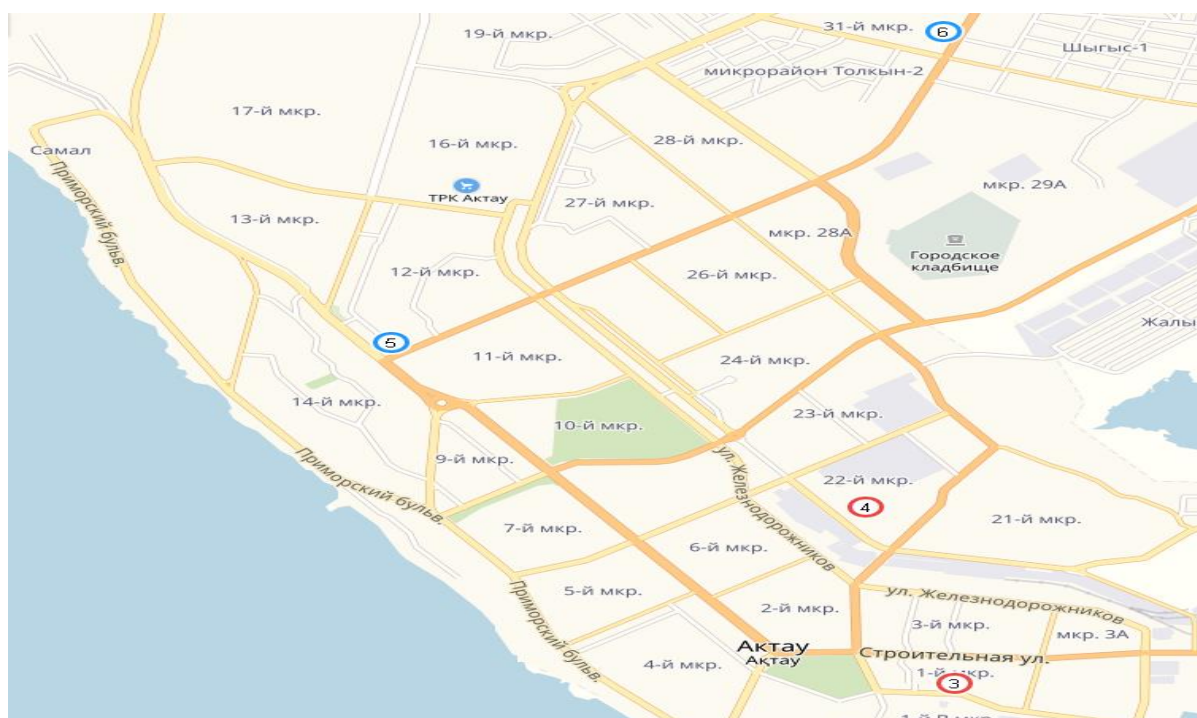 31-й мкр.
6
19-й мкр.
Шығыс-1
микрорайон Толкын-2
17-й мкр.
28-й мкр.
16-й мкр.
Самал
мкр. 29А
ТРК Актау
27-й мкр.
13-й мкр.
Приморский бульв.
мкр. 28А
Городское
кладбище
12-й мкр.
26-й мкр.
Жалы
5
11-й мкр.
24-й мкр.
14-й мкр.
23-й мкр.
10-й мкр.
9-й мкр.
ул. Железнодорожников
22-й мкр.
Приморский бульв.
4
21-й мкр.
7-й мкр.
6-й мкр.
5-й мкр.
Приморский бульв.
ул. Железнодорожников
2-й мкр.
3-й мкр.
мкр. 3А
Актау
Ақтау
Строительная ул.
4-й мкр.
1-й мкр.
3